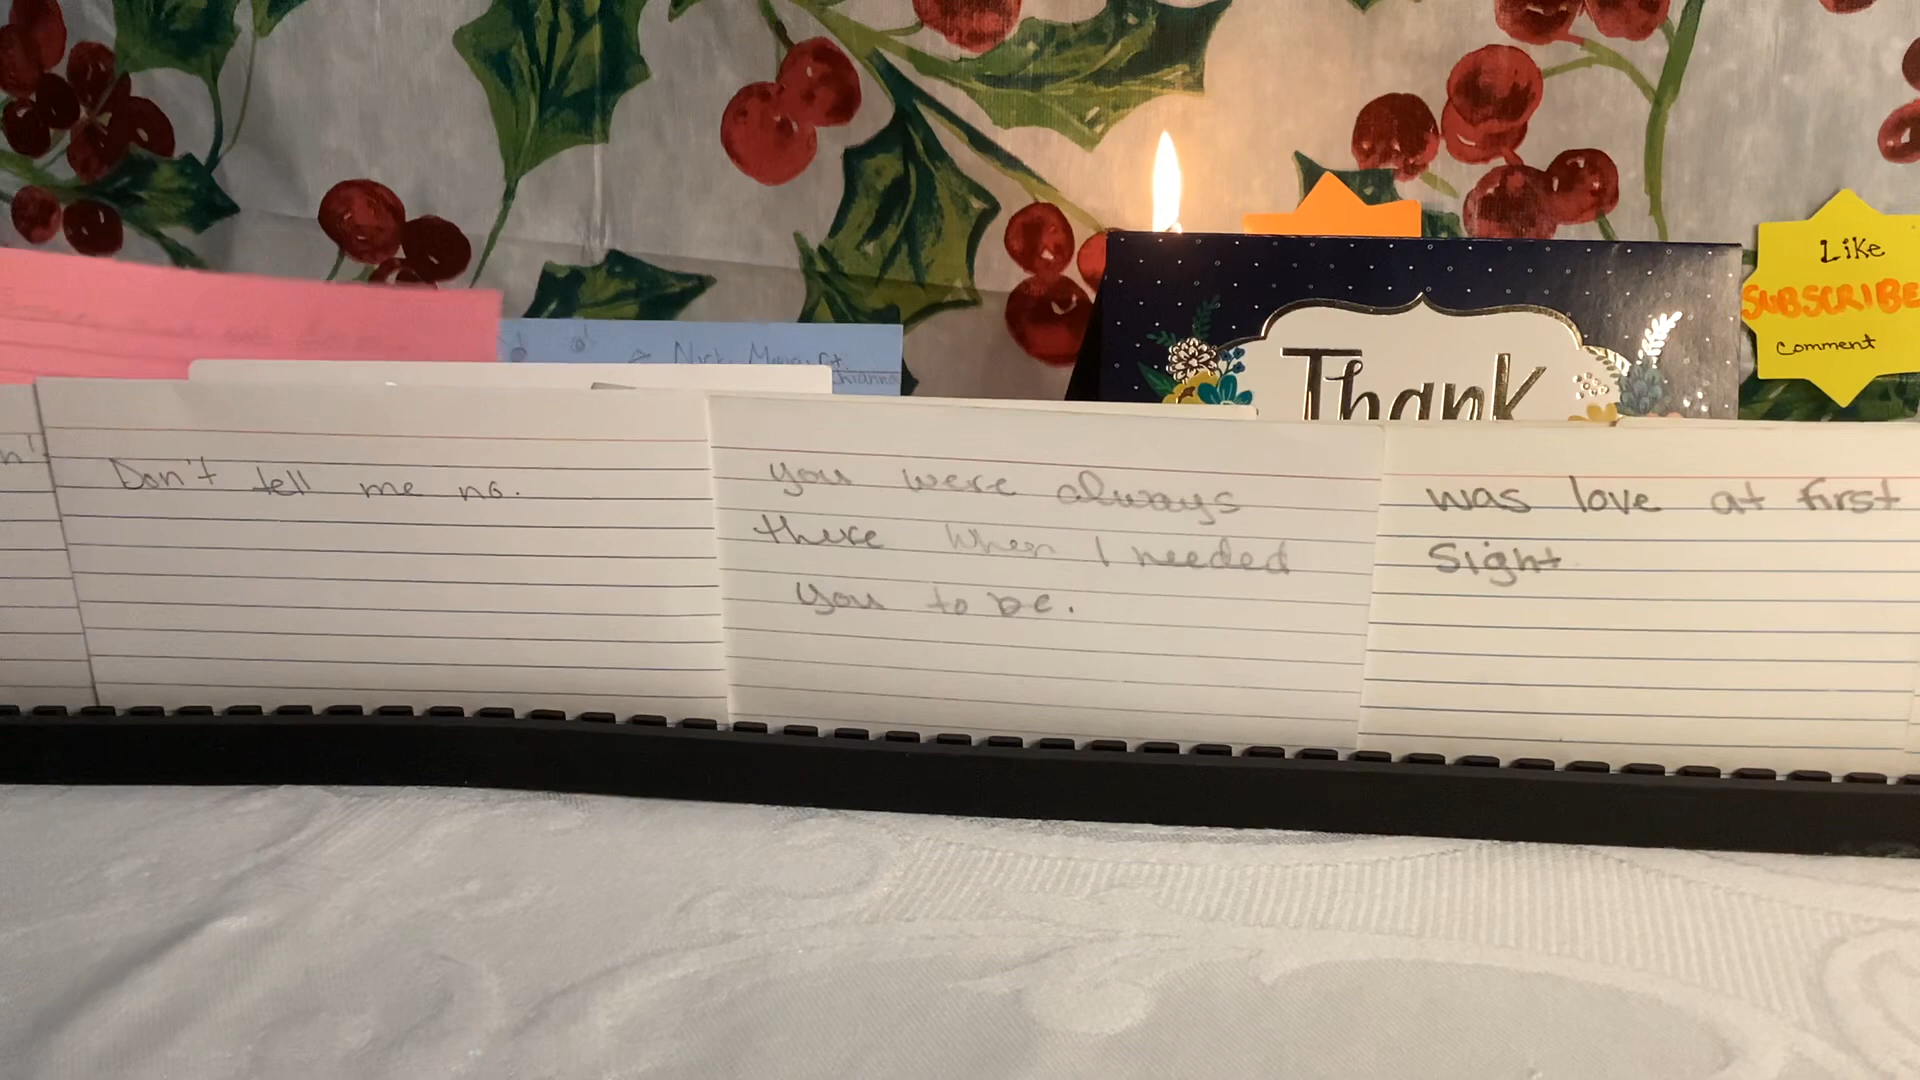 Like
SUBSCRIBE
Comment
Thank
Don't tell me no.
you were always
there when I needed
you to be.
was love at first
Sight